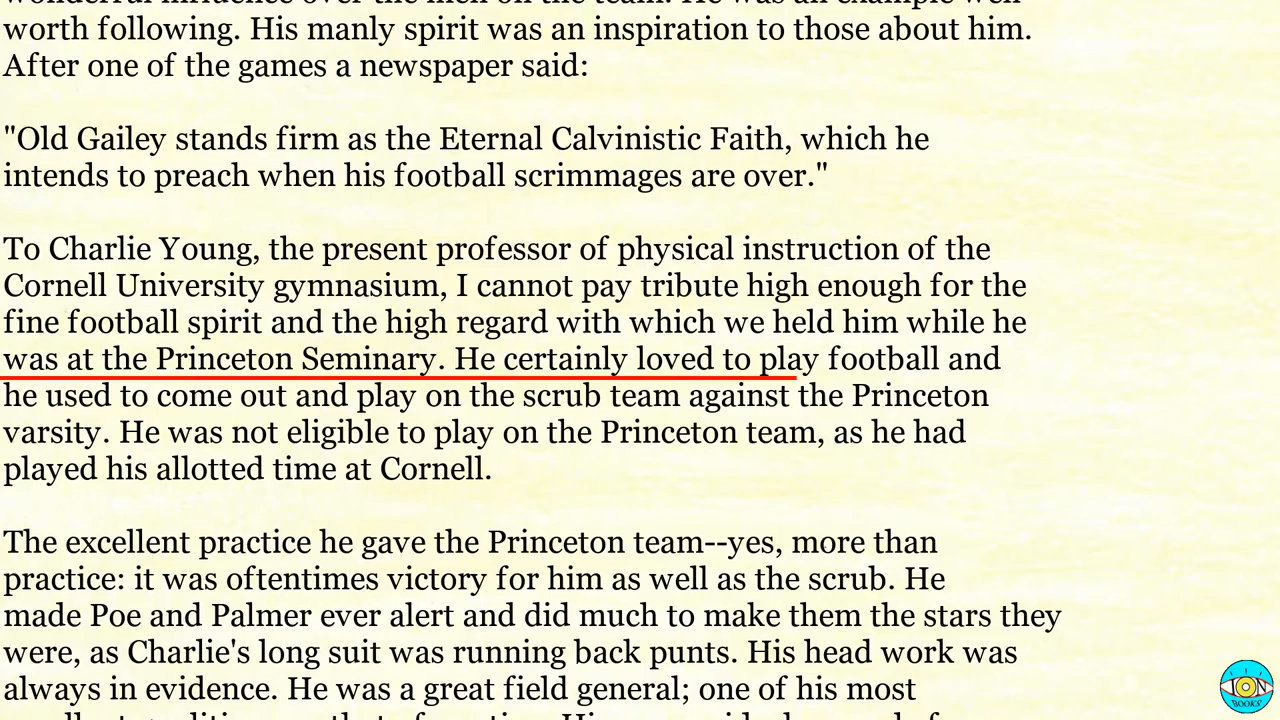 worth following. His manly spirit was an inspiration to those about him.
After one of the games a newspaper said:
"Old Gailey stands firm as the Eternal Calvinistic Faith, which he
intends to preach when his football scrimmages are over."
To Charlie Young, the present professor of physical instruction of the
Cornell University gymnasium, I cannot pay tribute high enough for the
fine football spirit and the high regard with which we held him while he
was at the Princeton Seminary. He certainly loved to play football and
he used to come out and play on the scrub team against the Princeton
varsity. He was not eligible to play on the Princeton team, as he had
played his allotted time at Cornell.
The excellent practice he gave the Princeton team--yes, more than
practice: it was oftentimes victory for him as well as the scrub. He
made Poe and Palmer ever alert and did much to make them the stars they
were, as Charlie's long suit was running back punts. His head work was
always in evidence. He was a great field general; one of his most
ION
BOOKS